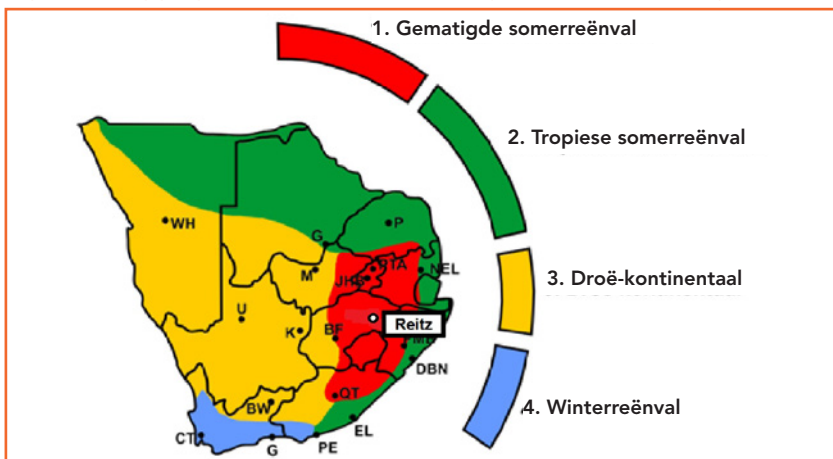 1. Gematigde somerreënval
2. Tropiese somerreënval
3. Droë-kontinentaal
4. Winterreënval
P
WH
G
PTA
NEL
M
JHB
U
Reitz
K
BF
PMB
DBN
QT
BW
EL
CT
G
PE